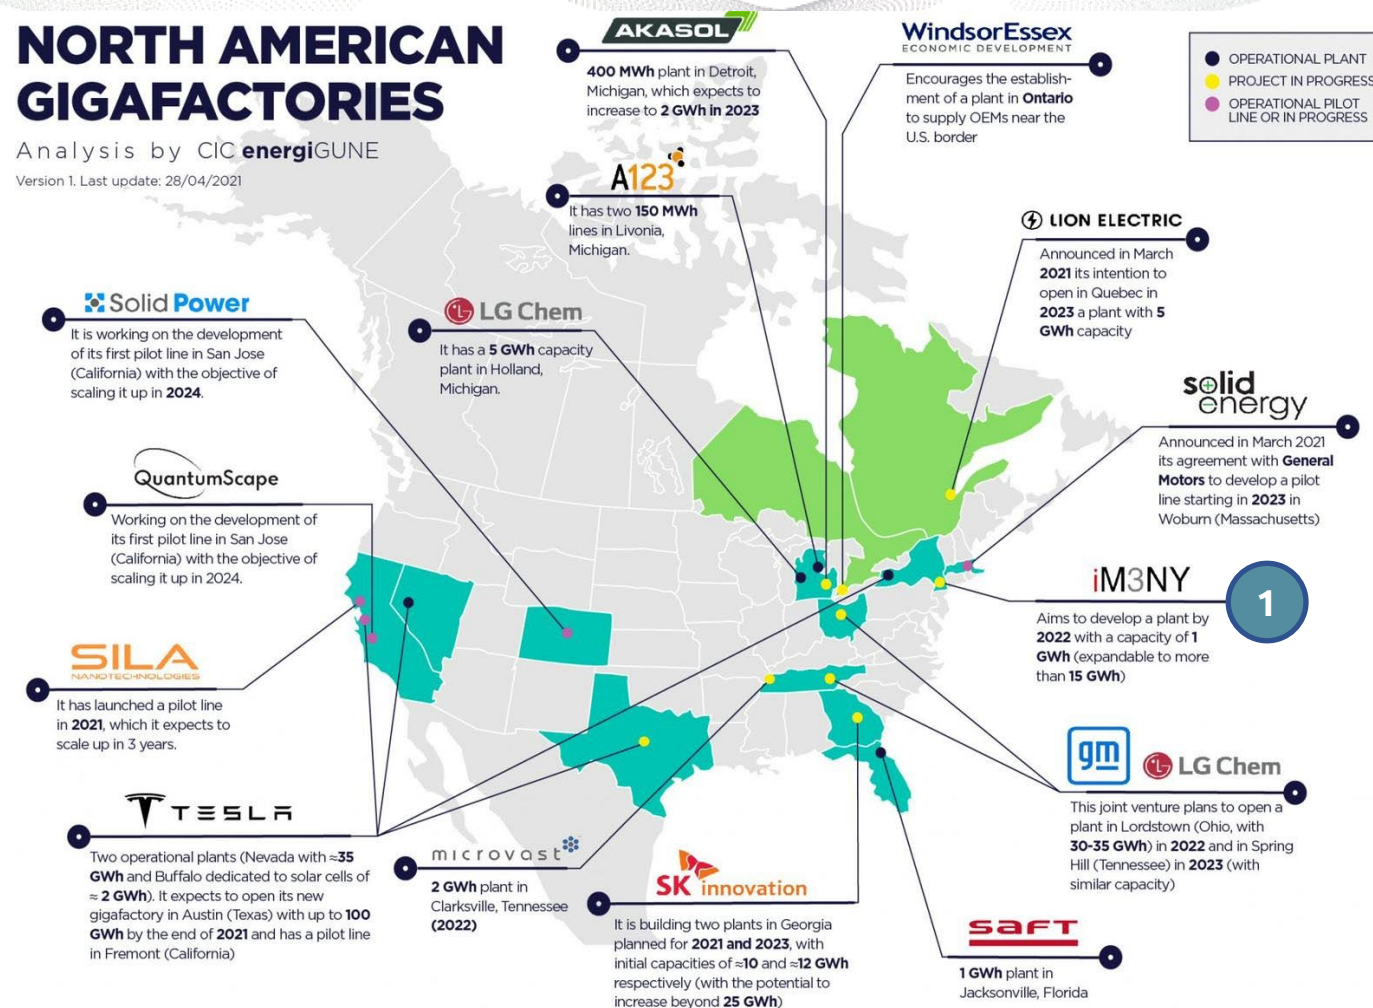 NORTH AMERICAN
GIGAFACTORIES
Analysis by CIC energiGUNE
Version 1. Last update: 28/04/2021
AKASOL
400 MWh plant in Detroit,
Michigan, which expects to
increase to 2 GWh in 2023
WindsorEssex
ECONOMIC DEVELOPMENT
Encourages the establish-
ment of a plant in Ontario
to supply OEMs near the
U.S. border
OPERATIONAL PLANT
PROJECT IN PROGRESS
OPERATIONAL PILOT
LINE OR IN PROGRESS
A123
It has two 150 MWh
lines in Livonia,
Michigan.
LION ELECTRIC
Announced in March
2021 its intention to
open in Quebec in
2023 a plant with 5
GWh capacity
Solid Power
It is working on the development
of its first pilot line in San Jose
(California) with the objective of
scaling it up in 2024.
LG Chem
It has a 5 GWh capacity
plant in Holland,
Michigan.
solid
energy
Announced in March 2021
its agreement with General
Motors to develop a pilot
line starting in 2023 in
Woburn (Massachusetts)
QuantumScape
Working on the development of
its first pilot line in San Jose
(California) with the objective of
scaling it up in 2024.
iM3NY
1
Aims to develop a plant by
2022 with a capacity of 1
GWh (expandable to more
than 15 GWh)
SILA
NANOTECHNOLOGIES
It has launched a pilot line
in 2021, which it expects to
scale up in 3 years.
gm
LG Chem
This joint venture plans to open a
plant in Lordstown (Ohio, with
30-35 GWh) in 2022 and in Spring
Hill (Tennessee) in 2023 (with
similar capacity)
TESLA
Two operational plants (Nevada with ≈35
GWh and Buffalo dedicated to solar cells of
≈ 2 GWh). It expects to open its new
gigafactory in Austin (Texas) with up to 100
GWh by the end of 2021 and has a pilot line
in Fremont (California)
microvast
2 GWh plant in
Clarksville, Tennessee
(2022)
SK innovation
It is building two plants in Georgia
planned for 2021 and 2023, with
initial capacities of ≈10 and ≈12 GWh
respectively (with the potential to
increase beyond 25 GWh)
saft
1 GWh plant in
Jacksonville, Florida